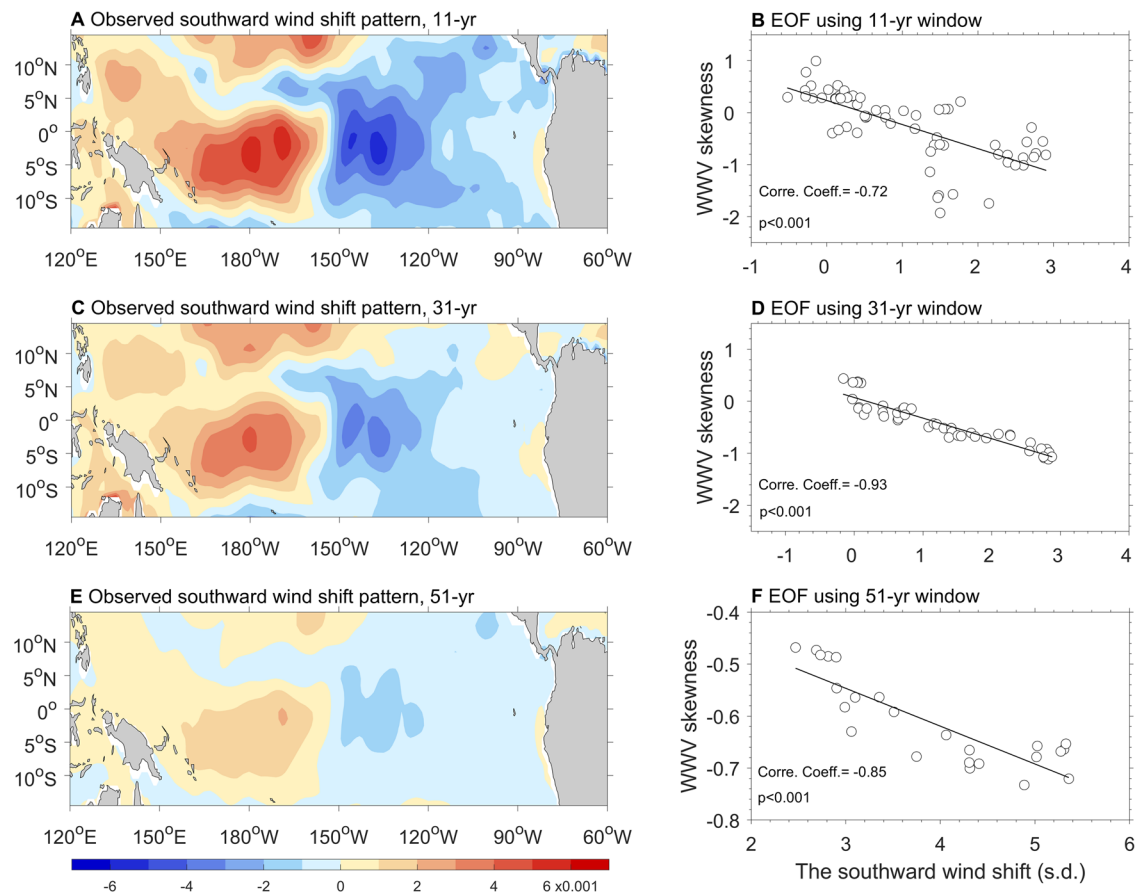 A Observed southward wind shift pattern, 11-yr
10°N
5°N
0°
5°S
10°S
120°E 150°E 180°W 150°W 120°W 90°W 60°W
B EOF using 11-yr window
WWV skewness
1
0
-1
-2
Corre. Coeff.= -0.72
p<0.001
-1 0 1 2 3 4
C Observed southward wind shift pattern, 31-yr
10°N
5°N
0°
5°S
10°S
120°E 150°E 180°W 150°W 120°W 90°W 60°W
D EOF using 31-yr window
WWV skewness
1
0
-1
-2
Corre. Coeff.= -0.93
p<0.001
-1 0 1 2 3 4
E Observed southward wind shift pattern, 51-yr
10°N
5°N
0°
5°S
10°S
120°E 150°E 180°W 150°W 120°W 90°W 60°W
-6 -4 -2 0 2 4 6 x0.001
F EOF using 51-yr window
WWV skewness
-0.4
-0.5
-0.6
-0.7
-0.8
Corre. Coeff.= -0.85
p<0.001
2 3 4 5 6
The southward wind shift (s.d.)